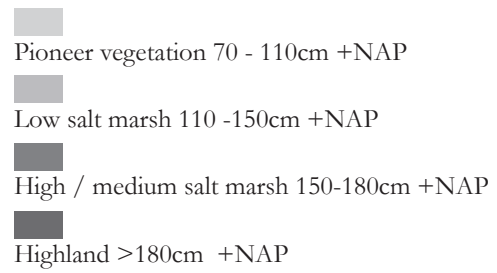 Pioneer vegetation 70 - 110cm +NAP
Low salt marsh 110 -150cm +NAP
High / medium salt marsh 150-180cm +NAP
Highland >180cm  +NAP